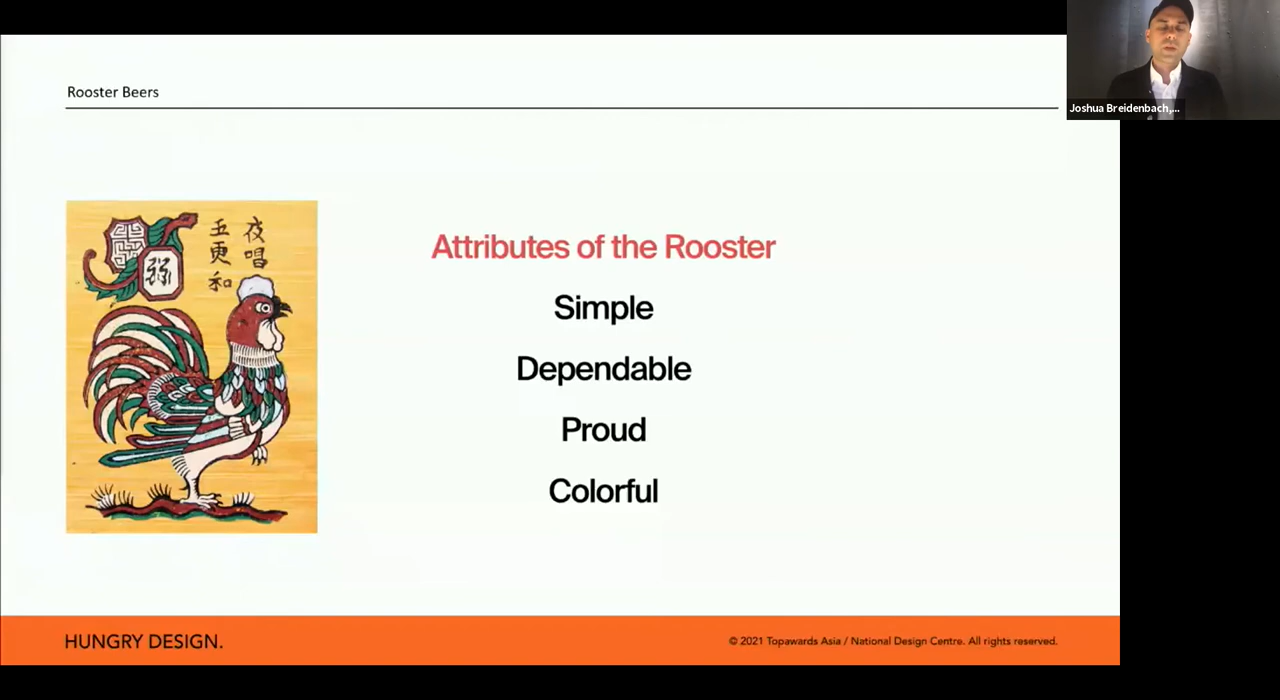 Rooster Beers
Joshua Breidenbach,...
夜唱
五更和
Attributes of the Rooster
Simple
Dependable
Proud
Colorful
HUNGRY DESIGN.
© 2021 Topawards Asia / National Design Centre. All rights reserved.